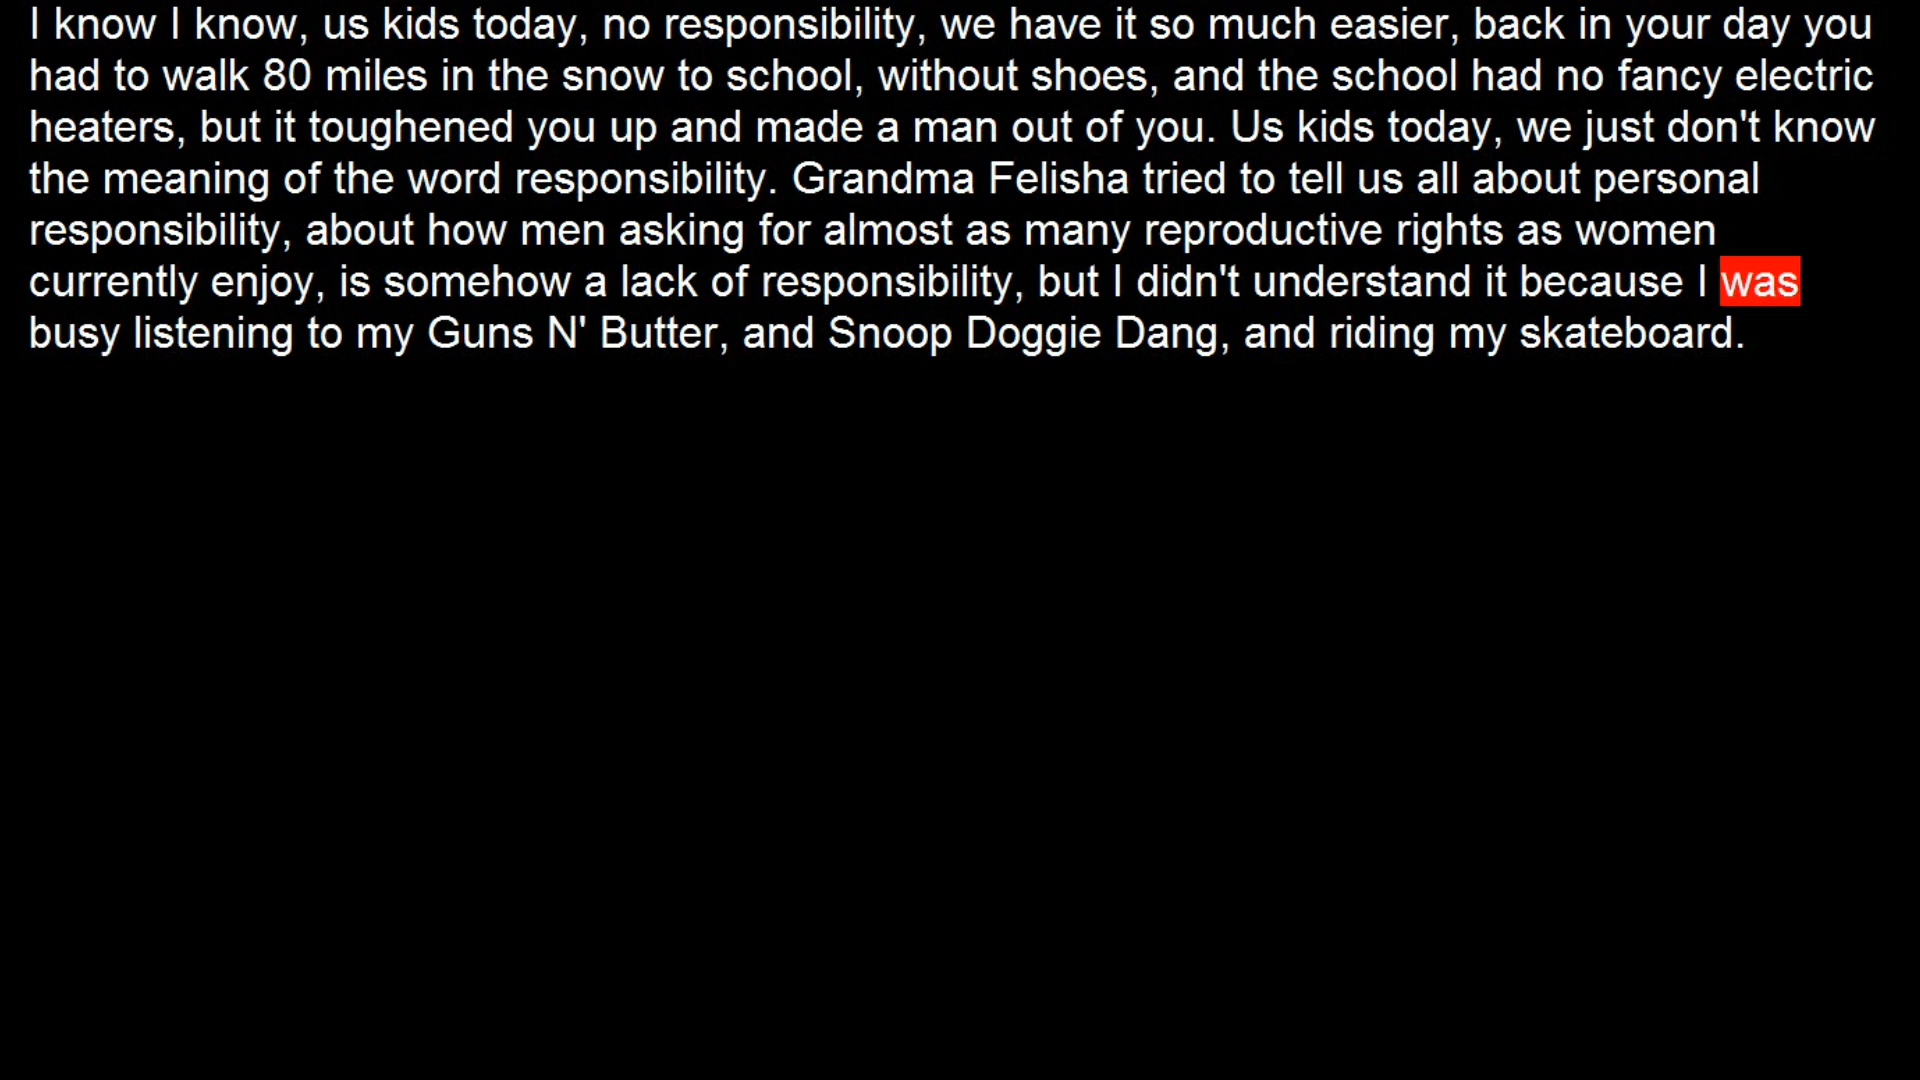 I know I know, us kids today, no responsibility, we have it so much easier, back in your day you
had to walk 80 miles in the snow to school, without shoes, and the school had no fancy electric
heaters, but it toughened you up and made a man out of you. Us kids today, we just don't know
the meaning of the word responsibility. Grandma Felisha tried to tell us all about personal
responsibility, about how men asking for almost as many reproductive rights as women
currently enjoy, is somehow a lack of responsibility, but I didn't understand it because I was
busy listening to my Guns N' Butter, and Snoop Doggie Dang, and riding my skateboard.